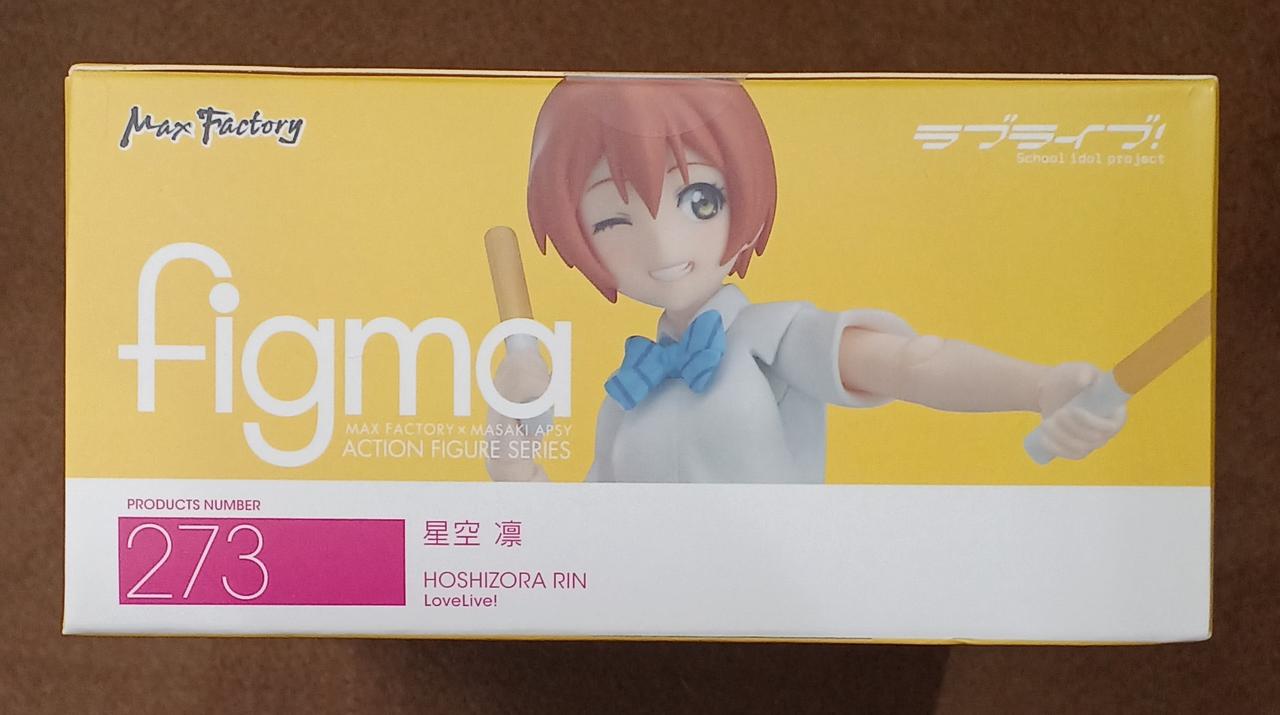 Max Factory
ラブライブ!
School idol project
figma
MAX FACTORY × MASAKI APSY
ACTION FIGURE SERIES
PRODUCTS NUMBER
273
星空 凛
HOSHIZORA RIN
LoveLive!